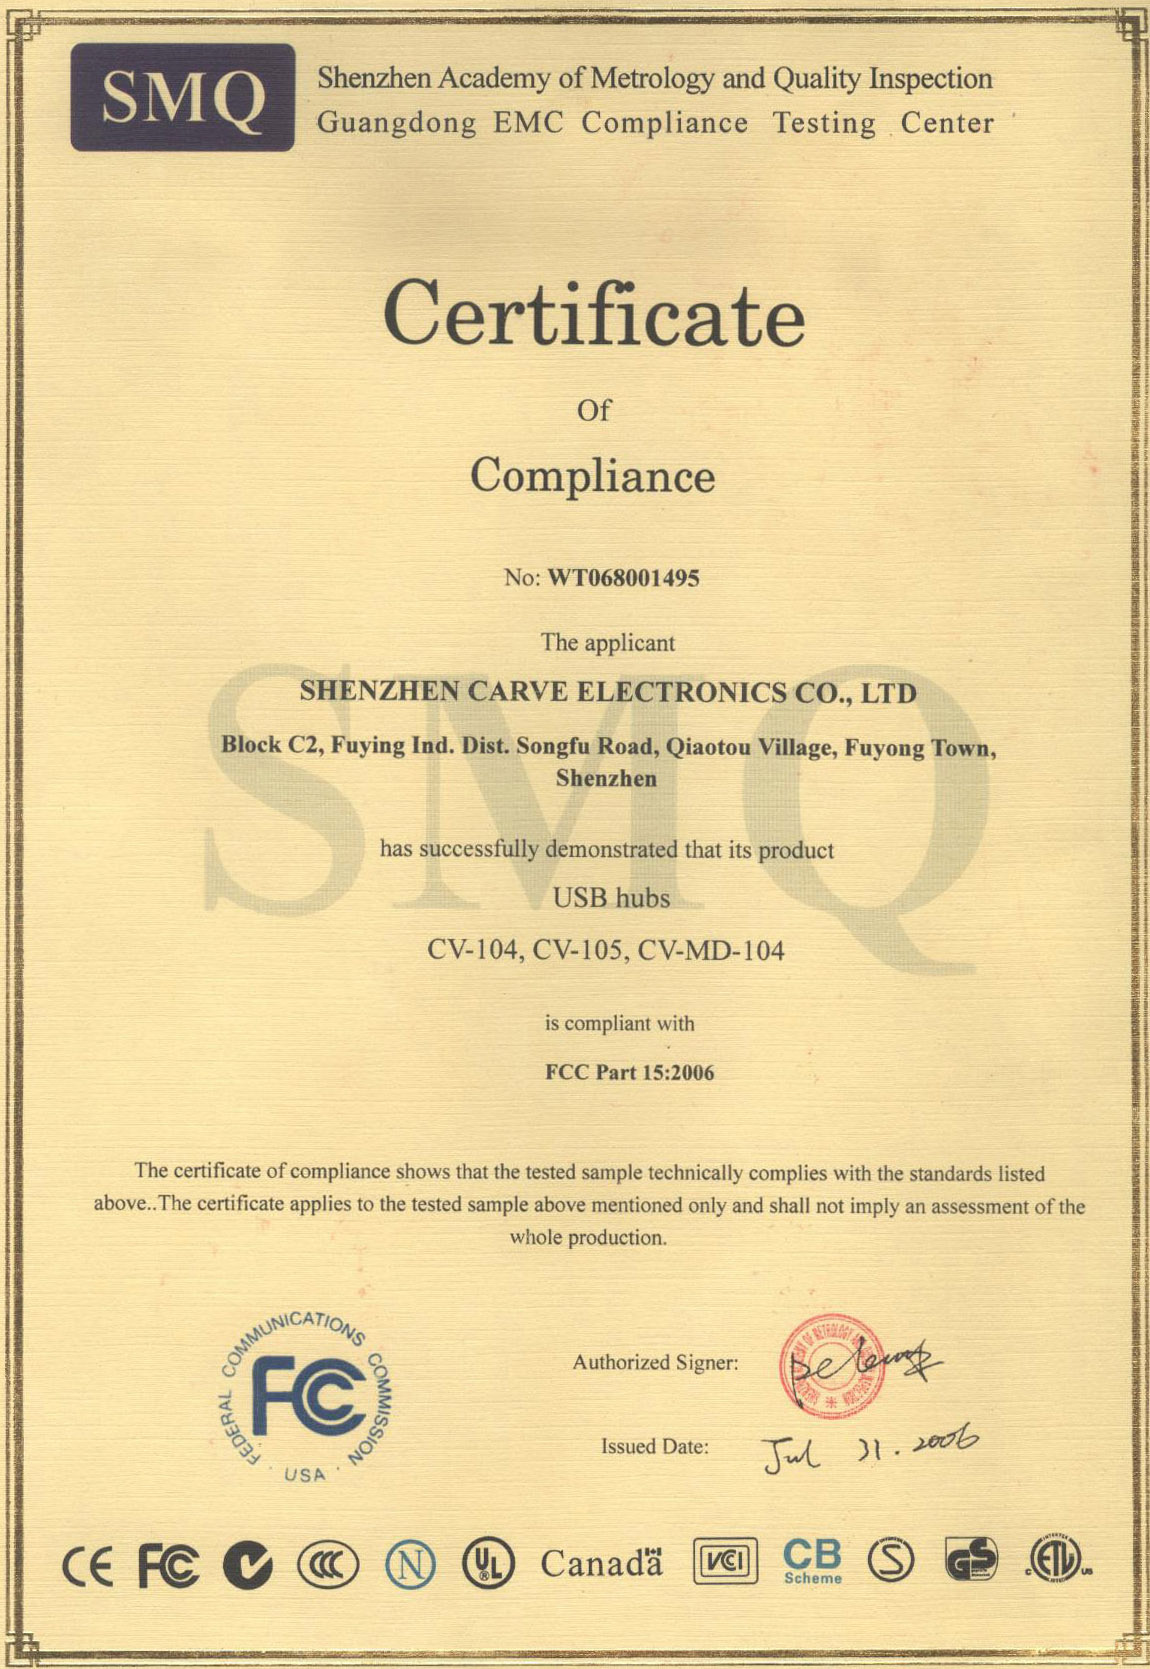 SMQ
Shenzhen Academy of Metrology and Quality Inspection
Guangdong EMC Compliance Testing Center
Certificate
Of
Compliance
No: WT068001495
The applicant
SHENZHEN CARVE ELECTRONICS CO., LTD
Block C2, Fuying Ind. Dist. Songfu Road, Qiaotou Village, Fuyong Town,
Shenzhen
SMQ
has successfully demonstrated that its product
USB hubs
CV-104, CV-105, CV-MD-104
is compliant with
FCC Part 15:2006
The certificate of compliance shows that the tested sample technically complies with the standards listed
above..The certificate applies to the tested sample above mentioned only and shall not imply an assessment of the
whole production.
FEDERAL COMMUNICATIONS COMMISSION
FC
· USA ·
Authorized Signer:
Issued Date: Jul 31. 2006
CE FC CCC N UL Canada VCI CB Scheme S GS ETL